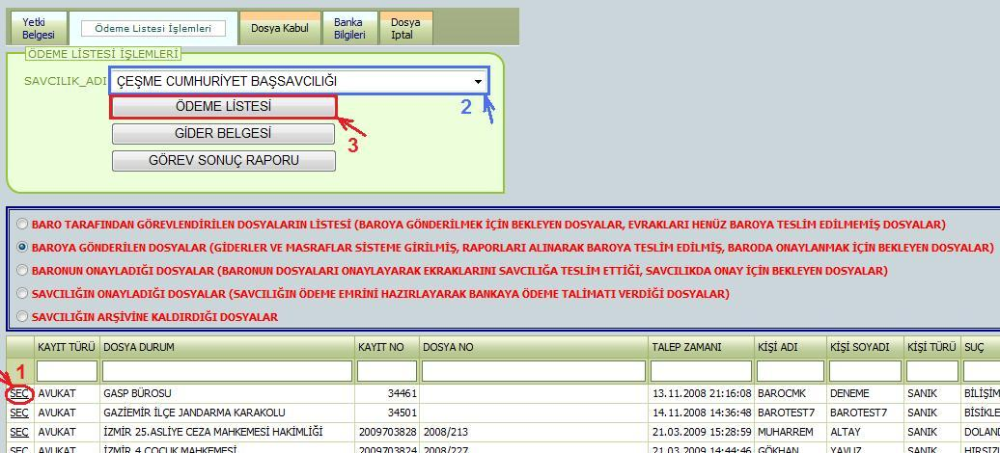 Yetki Belgesi
Ödeme Listesi İşlemleri
Dosya Kabul
Banka Bilgileri
Dosya Iptal
ÖDEME LİSTESİ İŞLEMLERİ
SAVCILIK_ADI ÇEŞME CUMHURİYET BAŞSAVCILIĞI
2
ÖDEME LİSTESİ
3
GİDER BELGESİ
GÖREV SONUÇ RAPORU
BARO TARAFINDAN GÖREVLENDİRİLEN DOSYALARIN LİSTESİ (BAROYA GÖNDERİLMEK İÇİN BEKLEYEN DOSYALAR, EVRAKLARI HENÜZ BAROYA TESLİM EDİLMEMİŞ DOSYALAR)
BAROYA GÖNDERİLEN DOSYALAR (GİDERLER VE MASRAFLAR SİSTEME GİRİLMİŞ, RAPORLARI ALINARAK BAROYA TESLİM EDİLMİŞ, BARODA ONAYLANMAK İÇİN BEKLEYEN DOSYALAR)
BARONUN ONAYLADIĞI DOSYALAR (BARONUN DOSYALARI ONAYLAYARAK EKRAKLARINI SAVCILIĞA TESLİM ETTİĞİ, SAVCILIKDA ONAY İÇİN BEKLEYEN DOSYALAR)
SAVCILIĞIN ONAYLADIĞI DOSYALAR (SAVCILIĞIN ÖDEME EMRİNİ HAZIRLAYARAK BANKAYA ÖDEME TALİMATI VERDİĞİ DOSYALAR)
SAVCILIĞIN ARŞİVİNE KALDIRDIĞI DOSYALAR
KAYIT TÜRÜ DOSYA DURUM KAYIT NO DOSYA NO TALEP ZAMANI KİŞİ ADI KİŞİ SOYADI KİŞİ TÜRÜ SUÇ
1
SEÇ AVUKAT GASP BÜROSU 34461 13.11.2008 21:16:08 BAROCMK DENEME SANIK BİLİŞİM
SEÇ AVUKAT GAZİEMİR İLÇE JANDARMA KARAKOLU 34501 14.11.2008 14:36:48 BAROTEST7 BAROTEST7 SANIK BİSİKLE
SEÇ AVUKAT İZMİR 25.ASLİYE CEZA MAHKEMESİ HAKİMLİĞİ 2009703828 2008/213 21.03.2009 15:28:59 MUHARREM ALTAY SANIK DOLAND
SEÇ AVUKAT İZMİR 4.ÇOCUK MAHKEMESİ 2009703824 2008/227 21.03.2009 14:44:46 GÖKHAN YAVUZ SANIK HIRSIZ